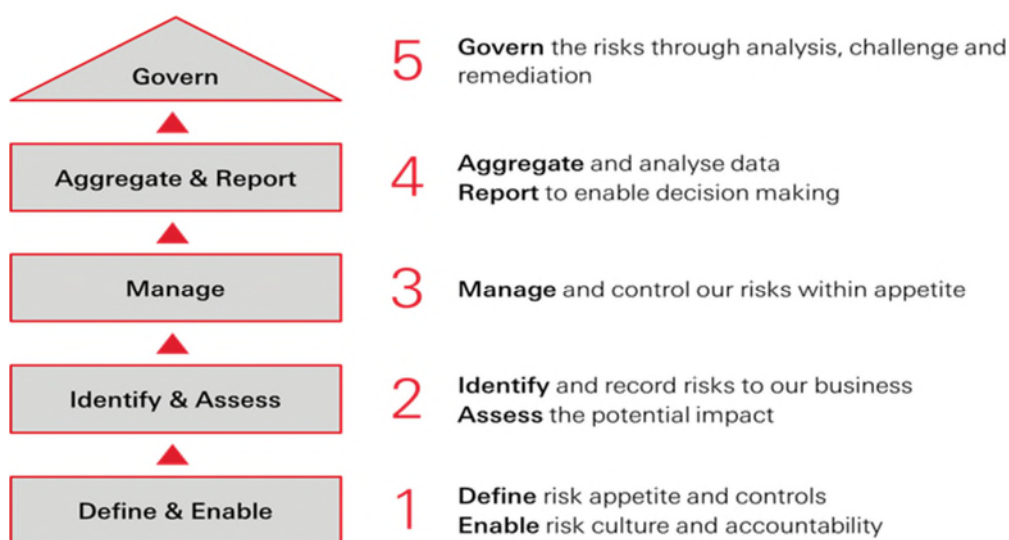 Govern
5
Govern the risks through analysis, challenge and
remediation
Aggregate & Report
4
Aggregate and analyse data
Report to enable decision making
Manage
3
Manage and control our risks within appetite
Identify & Assess
2
Identify and record risks to our business
Assess the potential impact
Define & Enable
1
Define risk appetite and controls
Enable risk culture and accountability